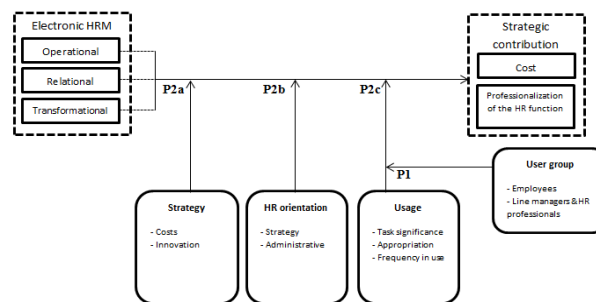 Electronic HRM
Operational
Relational
Transformational
Strategic
contribution
Cost
Professionalization
of the HR function
P2a
P2b
P2c
P1
User group
- Employees
- Line managers & HR
professionals
Strategy
- Costs
- Innovation
HR orientation
- Strategy
- Administrative
Usage
- Task significance
- Appropriation
- Frequency in use